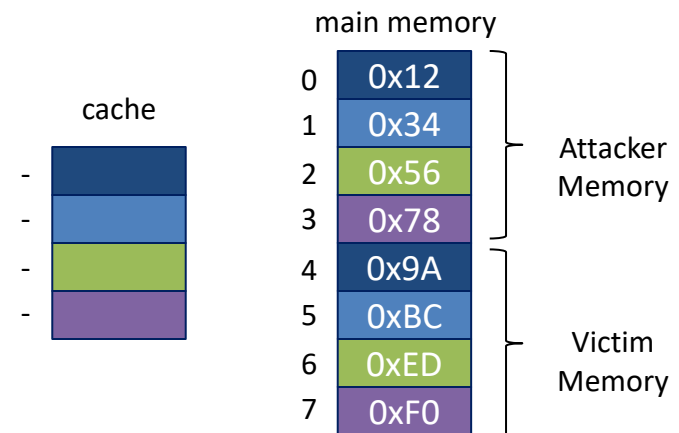 main memory
cache
-
-
-
-
0 0x12
1 0x34
2 0x56
3 0x78
4 0x9A
5 0xBC
6 0xED
7 0xF0
Attacker
Memory
Victim
Memory